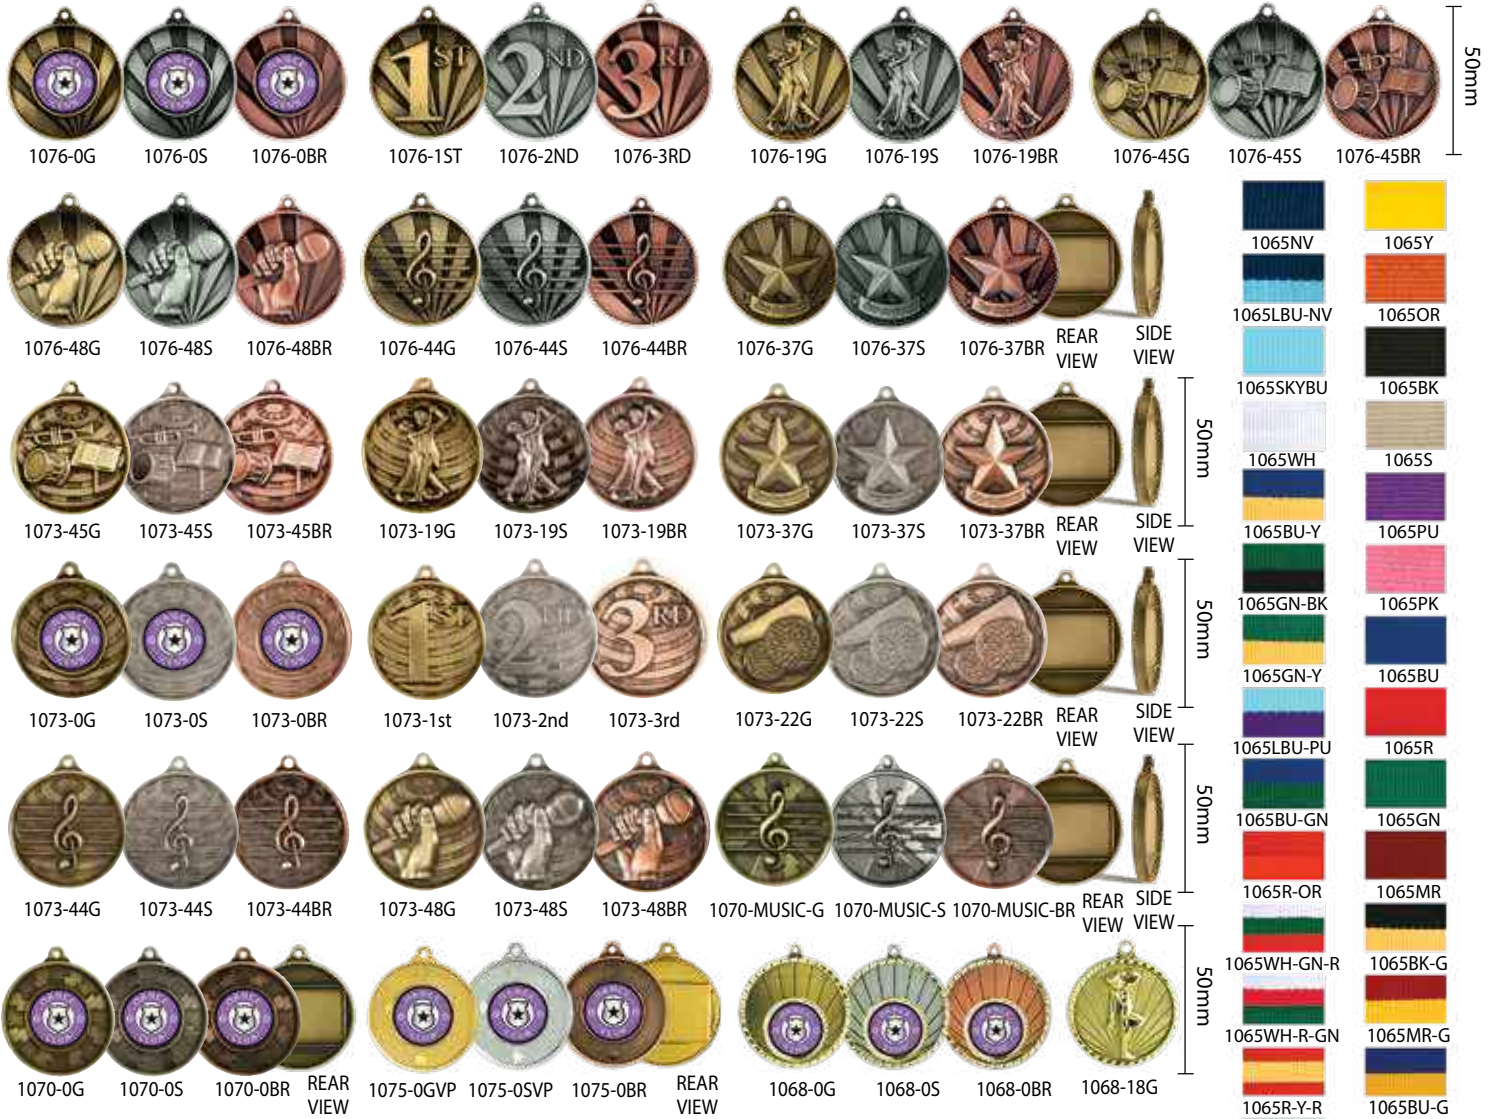 1ST 2ND 3RD
1076-0G 1076-0S 1076-0BR 1076-1ST 1076-2ND 1076-3RD 1076-19G 1076-19S 1076-19BR 1076-45G 1076-45S 1076-45BR
50mm
1076-48G 1076-48S 1076-48BR 1076-44G 1076-44S 1076-44BR 1076-37G 1076-37S 1076-37BR REAR VIEW SIDE VIEW
1073-45G 1073-45S 1073-45BR 1073-19G 1073-19S 1073-19BR 1073-37G 1073-37S 1073-37BR REAR VIEW SIDE VIEW
50mm
1ST 2ND 3RD
1073-0G 1073-0S 1073-0BR 1073-1st 1073-2nd 1073-3rd 1073-22G 1073-22S 1073-22BR REAR VIEW SIDE VIEW
50mm
1073-44G 1073-44S 1073-44BR 1073-48G 1073-48S 1073-48BR 1070-MUSIC-G 1070-MUSIC-S 1070-MUSIC-BR REAR VIEW SIDE VIEW
50mm
1070-0G 1070-0S 1070-0BR REAR VIEW 1075-0GVP 1075-0SVP 1075-0BR REAR VIEW 1068-0G 1068-0S 1068-0BR 1068-18G
50mm
1065NV 1065Y
1065LBU-NV 1065OR
1065SKYBU 1065BK
1065WH 1065S
1065BU-Y 1065PU
1065GN-BK 1065PK
1065GN-Y 1065BU
1065LBU-PU 1065R
1065BU-GN 1065GN
1065R-OR 1065MR
1065WH-GN-R 1065BK-G
1065WH-R-GN 1065MR-G
1065R-Y-R 1065BU-G